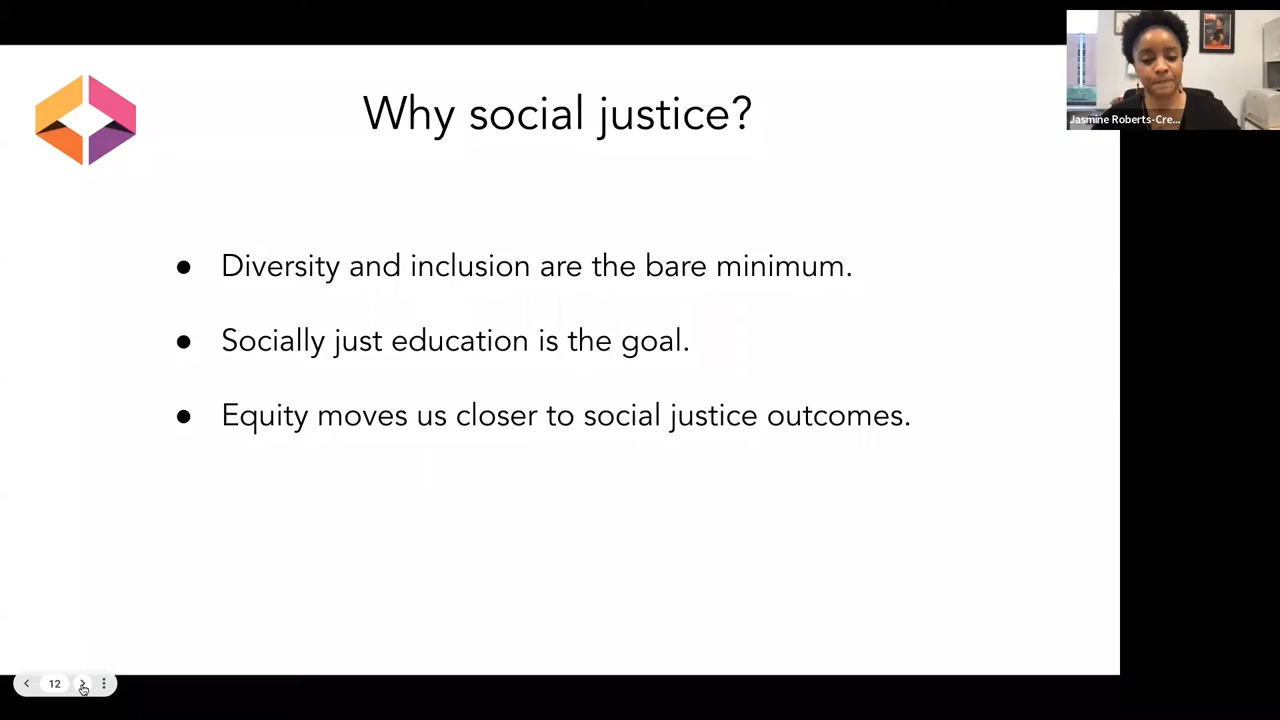 Why social justice?
Jasmine Roberts-Cre...
● Diversity and inclusion are the bare minimum.
● Socially just education is the goal.
● Equity moves us closer to social justice outcomes.
12